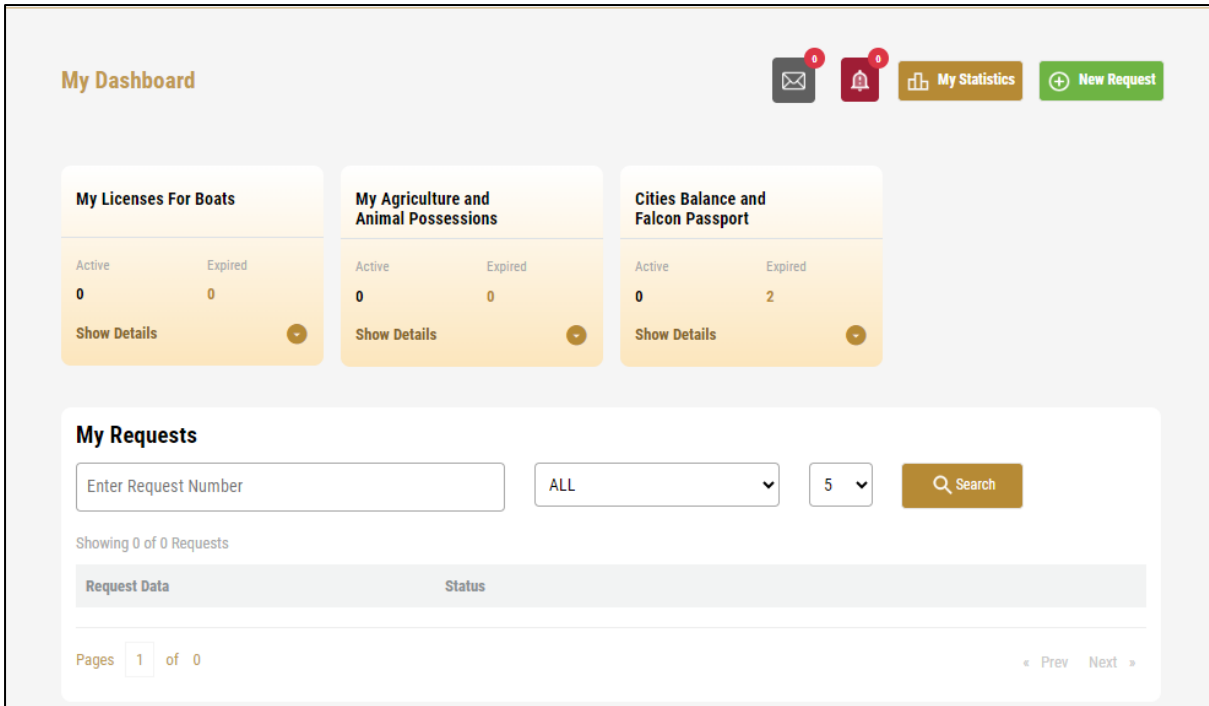 My Dashboard
0
0
My Statistics
New Request
My Licenses For Boats
Active Expired
0 0
Show Details
My Agriculture and
Animal Possessions
Active Expired
0 0
Show Details
Cities Balance and
Falcon Passport
Active Expired
0 2
Show Details
My Requests
Enter Request Number ALL 5 Search
Showing 0 of 0 Requests
Request Data Status
Pages 1 of 0 « Prev Next »